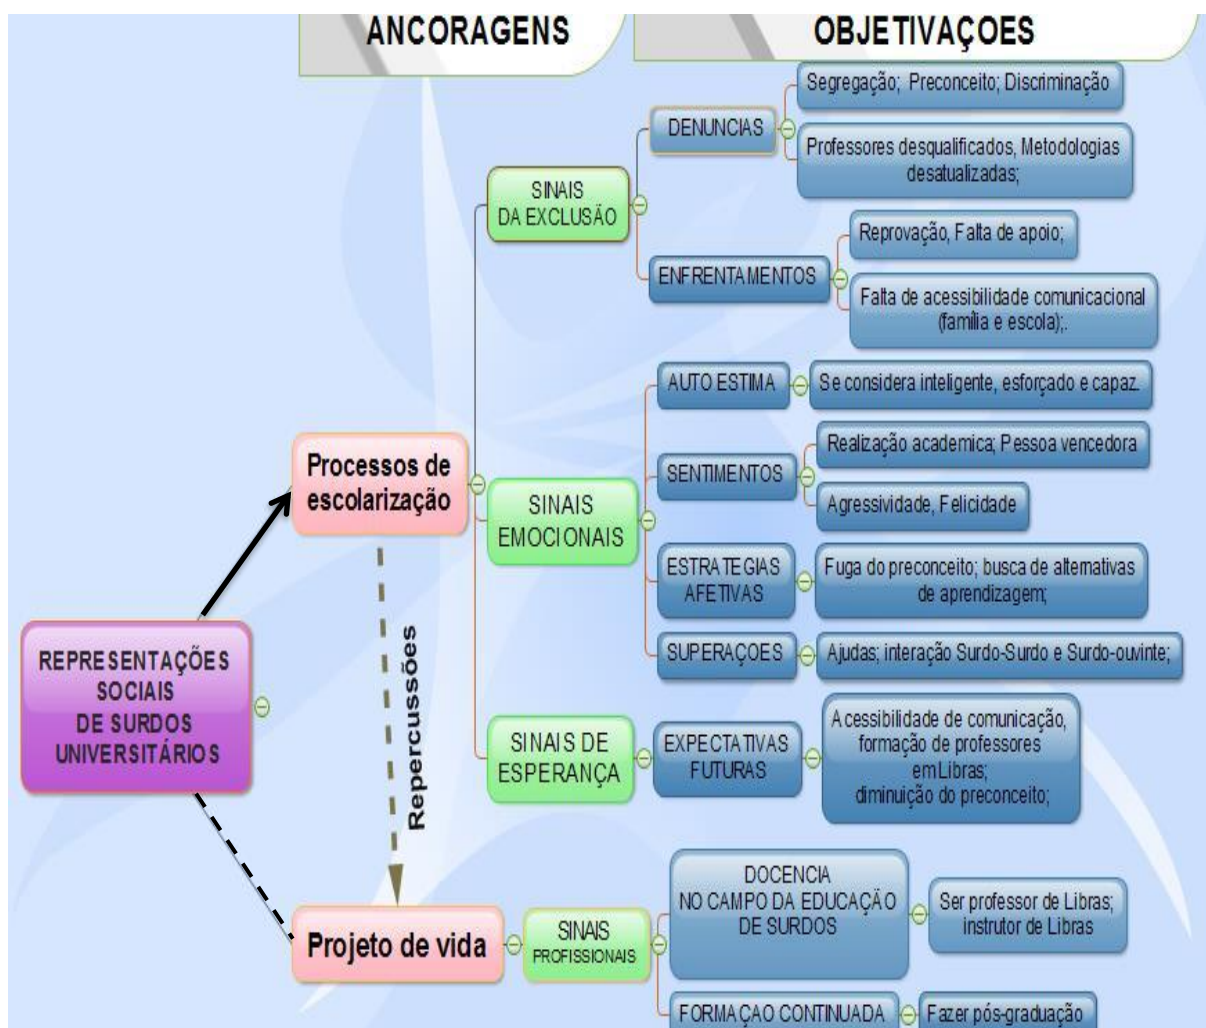 ANCORAGENS
OBJETIVAÇOES
REPRESENTAÇÕES
SOCIAIS
DE SURDOS
UNIVERSITÁRIOS
Processos de
escolarização
Repercussões
Projeto de vida
SINAIS
DA EXCLUSÃO
DENUNCIAS
Segregação; Preconceito; Discriminação
Professores desqualificados, Metodologias
desatualizadas;
ENFRENTAMENTOS
Reprovação, Falta de apoio;
Falta de acessibilidade comunicacional
(família e escola);.
SINAIS
EMOCIONAIS
AUTO ESTIMA
Se considera inteligente, esforçado e capaz.
SENTIMENTOS
Realização academica; Pessoa vencedora
Agressividade, Felicidade
ESTRATEGIAS
AFETIVAS
Fuga do preconceito; busca de alternativas
de aprendizagem;
SUPERAÇOES
Ajudas; interação Surdo-Surdo e Surdo-ouvinte;
SINAIS DE
ESPERANÇA
EXPECTATIVAS
FUTURAS
Acessibilidade de comunicação,
formação de professores
em Libras;
diminuição do preconceito;
SINAIS
PROFISSIONAIS
DOCENCIA
NO CAMPO DA EDUCAÇÃO
DE SURDOS
Ser professor de Libras;
instrutor de Libras
FORMAÇAO CONTINUADA
Fazer pós-graduação